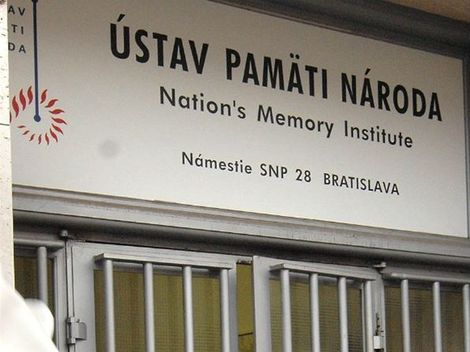 ÚSTAV PAMÄTI NÁRODA
Nation's Memory Institute
Námestie SNP 28 BRATISLAVA